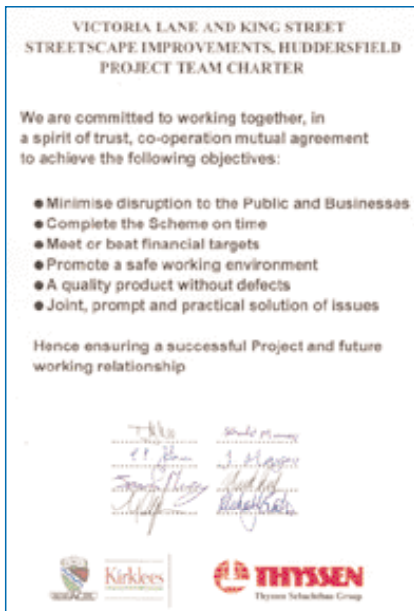 VICTORIA LANE AND KING STREET
STREETSCAPE IMPROVEMENTS, HUDDERSFIELD
PROJECT TEAM CHARTER
We are committed to working together, in
a spirit of trust, co-operation mutual agreement
to achieve the following objectives:
● Minimise disruption to the Public and Businesses
● Complete the Scheme on time
● Meet or beat financial targets
● Promote a safe working environment
● A quality product without defects
● Joint, prompt and practical solution of issues
Hence ensuring a successful Project and future
working relationship
Kirklees
THYSSEN
Thyssen Schachtbau Group